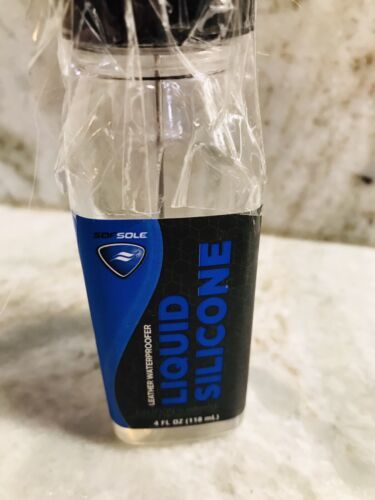 SOFSOLE
LEATHER WATERPROOFER
LIQUID
SILICONE
4 FL OZ (118 mL)